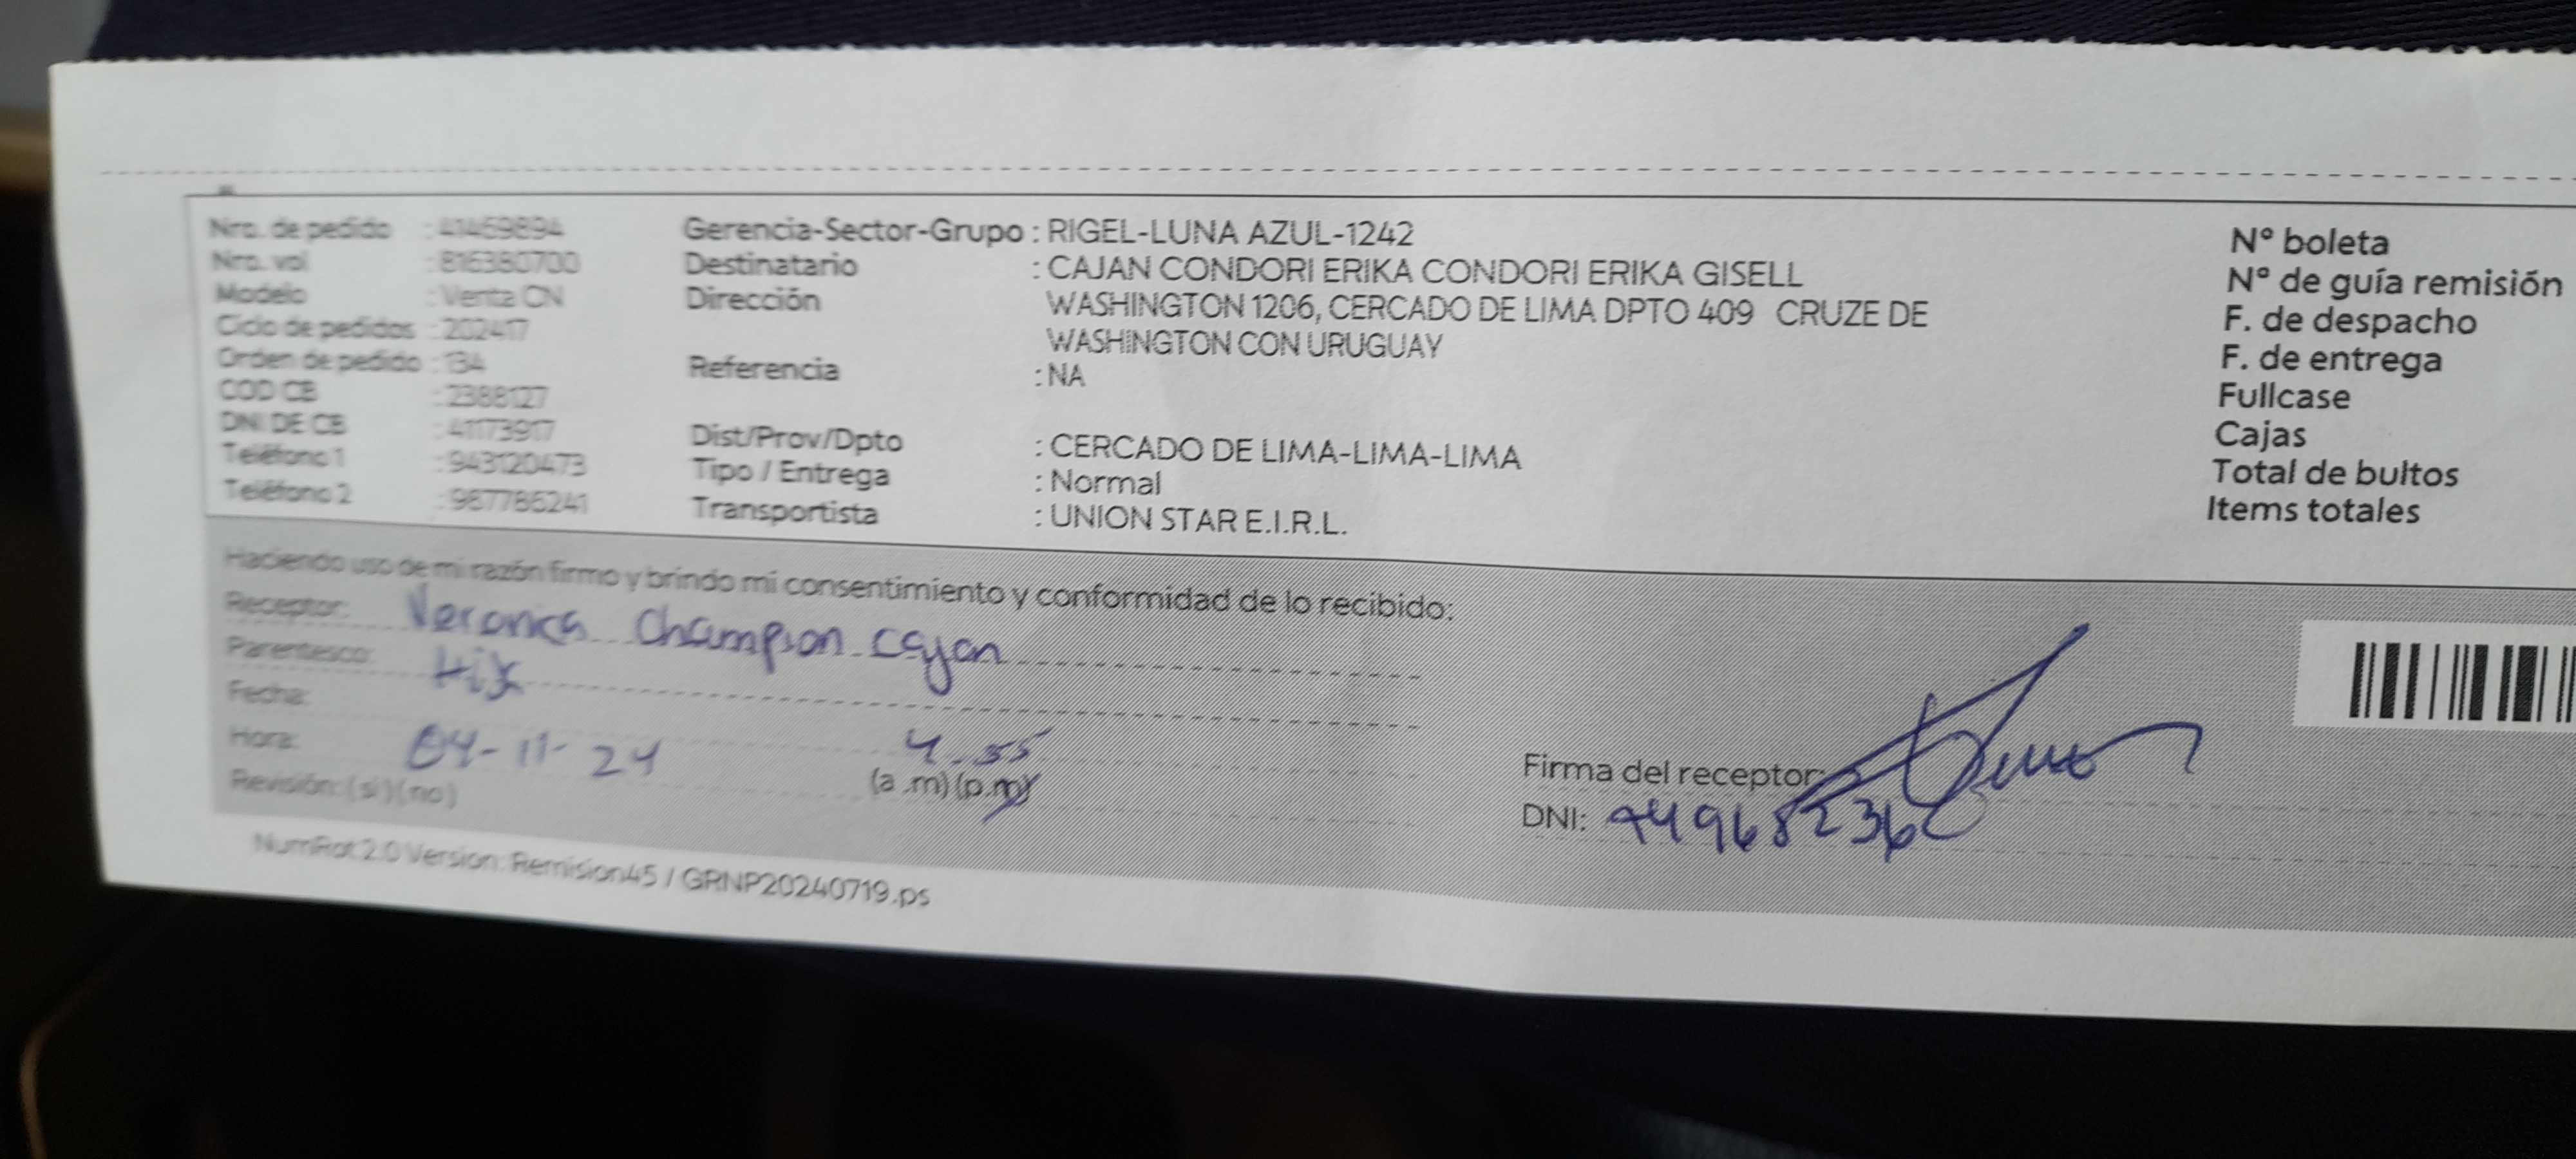 Nro. de pedido : 41459894
Nro. vol : 816380700
Modelo : Venta CN
Ciclo de pedidos : 202417
Orden de pedido : 134
COD CB : 2388127
DNI DE CB : 41173917
Teléfono 1 : 943120473
Teléfono 2 : 987786241
Gerencia-Sector-Grupo : RIGEL-LUNA AZUL-1242
Destinatario : CAJAN CONDORI ERIKA CONDORI ERIKA GISELL
Dirección WASHINGTON 1206, CERCADO DE LIMA DPTO 409 CRUZE DE
WASHINGTON CON URUGUAY
Referencia : NA
Dist/Prov/Dpto : CERCADO DE LIMA-LIMA-LIMA
Tipo / Entrega : Normal
Transportista : UNION STAR E.I.R.L.
Nº boleta
Nº de guía remisión
F. de despacho
F. de entrega
Fullcase
Cajas
Total de bultos
Items totales
Haciendo uso de mi razón firmo y brindo mi consentimiento y conformidad de lo recibido:
Receptor: Veronica Champion Cajan
Parentesco:
Fecha:
Hora: 04-11-24 4.55
Revisión: (si) (no) (a.m) (p.m)
Firma del receptor:
DNI: 44968236
NumRot 2.0 Version: Remision45 / GRNP20240719.ps